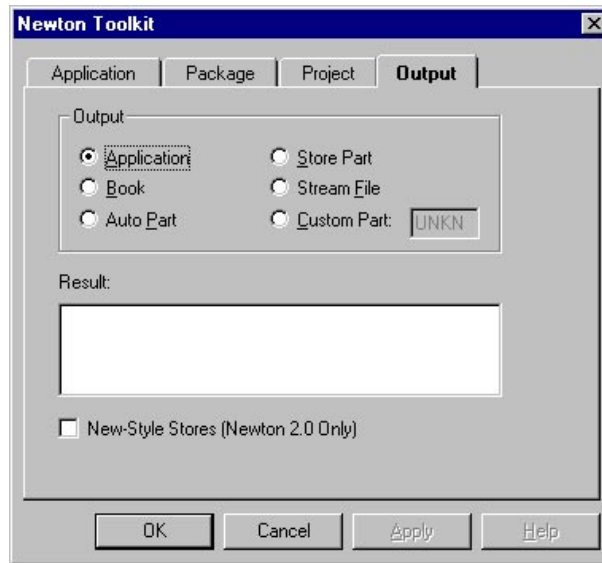 Newton Toolkit
Application Package Project Output
Output
Application Store Part
Book Stream File
Auto Part Custom Part: UNKN
Result:
New-Style Stores (Newton 2.0 Only)
OK Cancel Apply Help